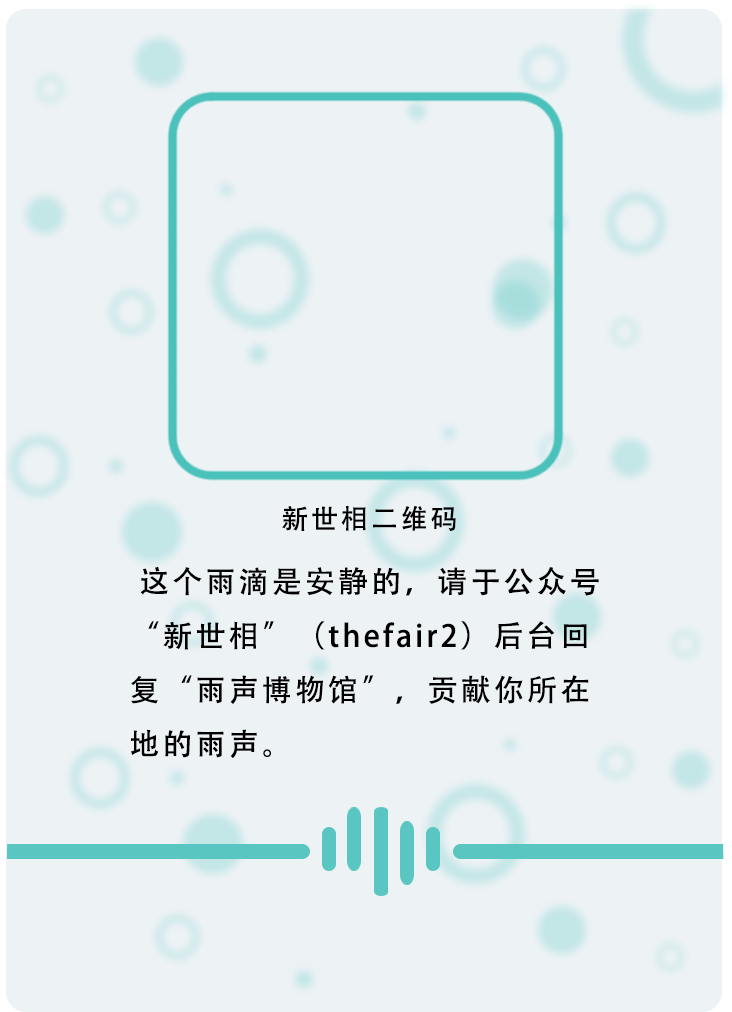 新世相二维码
这个雨滴是安静的，请于公众号
“新世相”（thefair2）后台回
复“雨声博物馆”，贡献你所在
地的雨声。